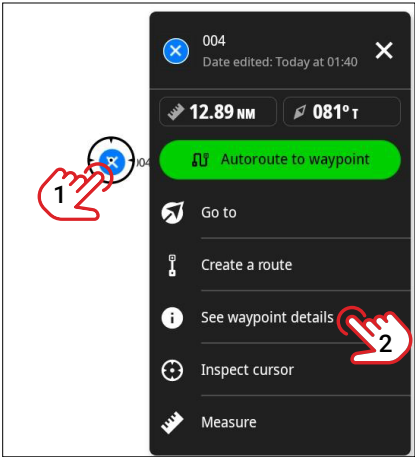 004
Date edited: Today at 01:40
12.89 NM
081° T
Autoroute to waypoint
004
1
Go to
Create a route
See waypoint details
2
Inspect cursor
Measure